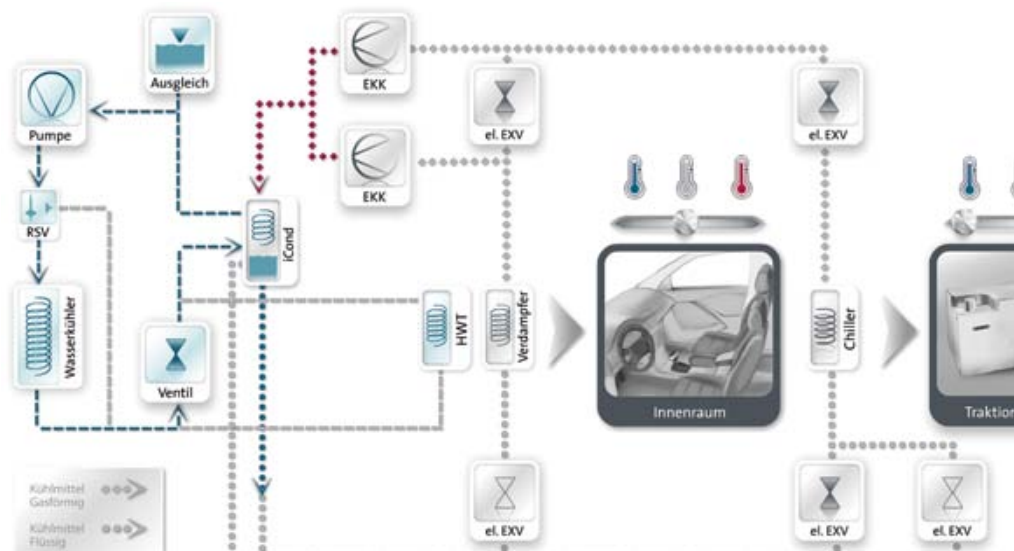 Ausgleich
EKK
Pumpe
el. EXV
el. EXV
EKK
RSV
iCond
Wasserkühler
HWT
Verdampfer
Chiller
Ventil
Innenraum
Traktion
Kühlmittel
Gasförmig
Kühlmittel
Flüssig
el. EXV
el. EXV
el. EXV